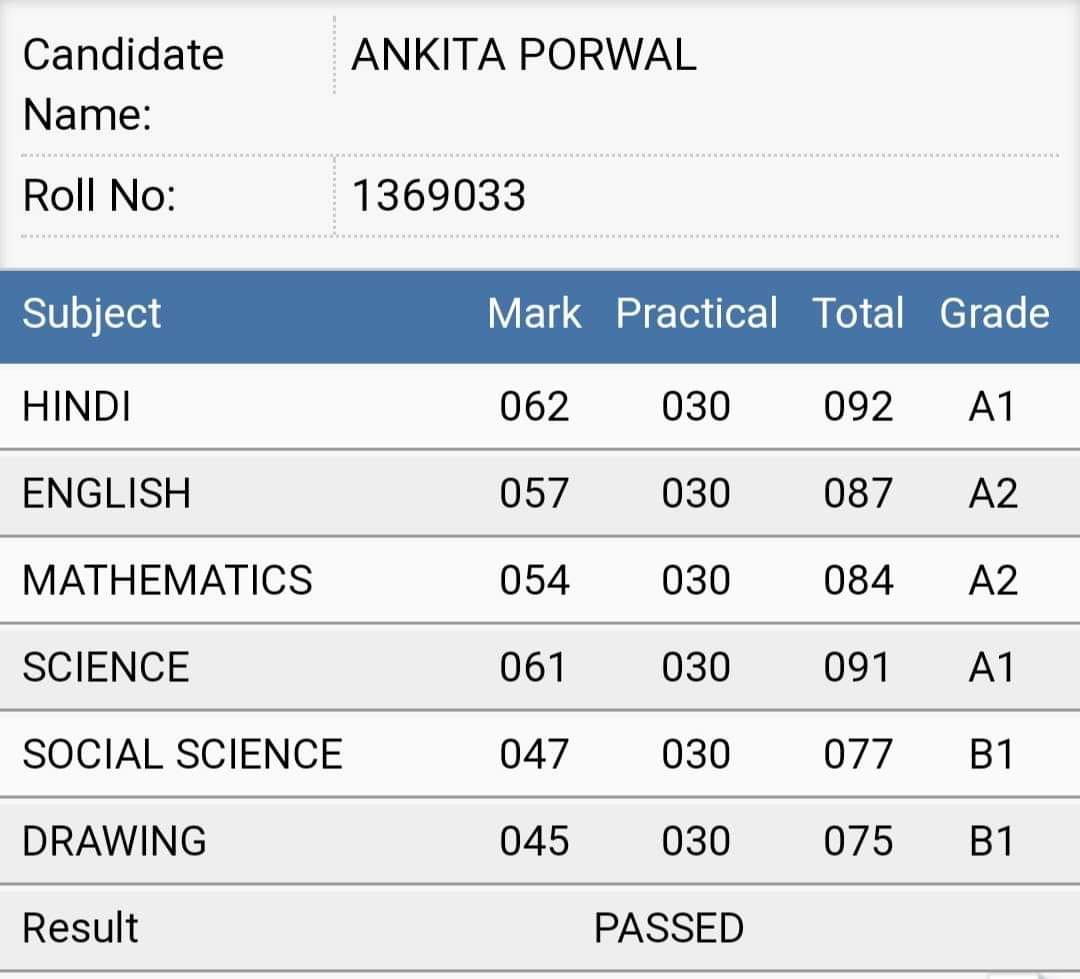 Candidate Name: ANKITA PORWAL
Roll No: 1369033
Subject Mark Practical Total Grade
HINDI 062 030 092 A1
ENGLISH 057 030 087 A2
MATHEMATICS 054 030 084 A2
SCIENCE 061 030 091 A1
SOCIAL SCIENCE 047 030 077 B1
DRAWING 045 030 075 B1
Result PASSED